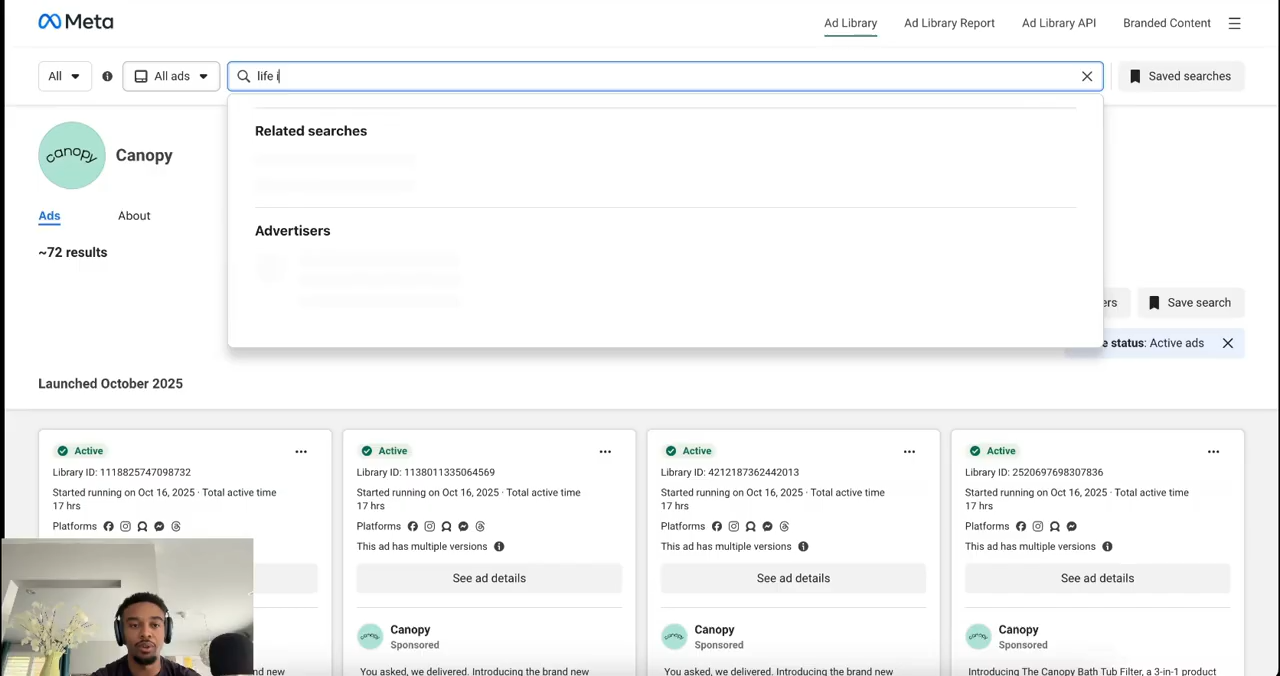 Meta
Ad Library
Ad Library Report
Ad Library API
Branded Content
All
All ads
life i
Saved searches
Related searches
Advertisers
canopy
Canopy
Ads
About
~72 results
ers
Save search
e status: Active ads
Launched October 2025
Active
Library ID: 1118825747098732
Started running on Oct 16, 2025 · Total active time
17 hrs
Platforms
nd new
Active
Library ID: 1138011335064569
Started running on Oct 16, 2025 · Total active time
17 hrs
Platforms
This ad has multiple versions
See ad details
Canopy
Sponsored
You asked, we delivered. Introducing the brand new
Active
Library ID: 4212187362442013
Started running on Oct 16, 2025 · Total active time
17 hrs
Platforms
This ad has multiple versions
See ad details
Canopy
Sponsored
You asked, we delivered. Introducing the brand new
Active
Library ID: 2520697698307836
Started running on Oct 16, 2025 · Total active time
17 hrs
Platforms
This ad has multiple versions
See ad details
Canopy
Sponsored
Introducing The Canopy Bath Tub Filter, a 3-in-1 product